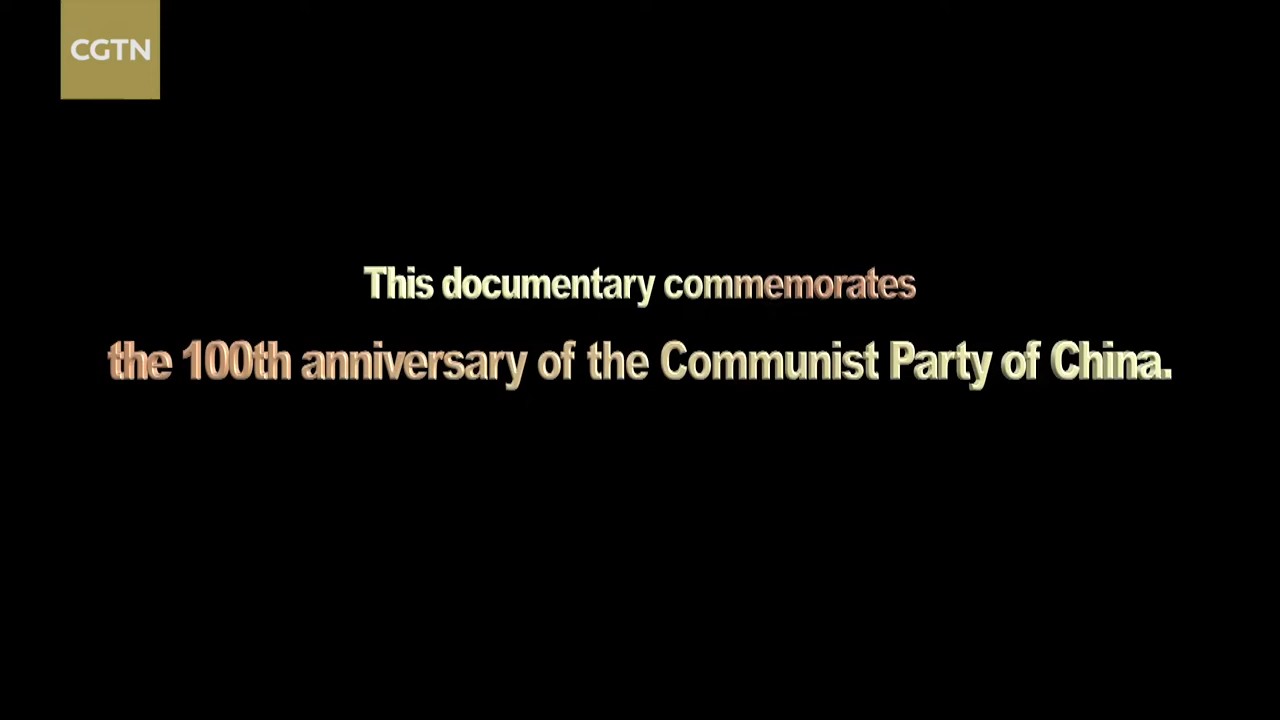 CGTN
This documentary commemorates
the 100th anniversary of the Communist Party of China.